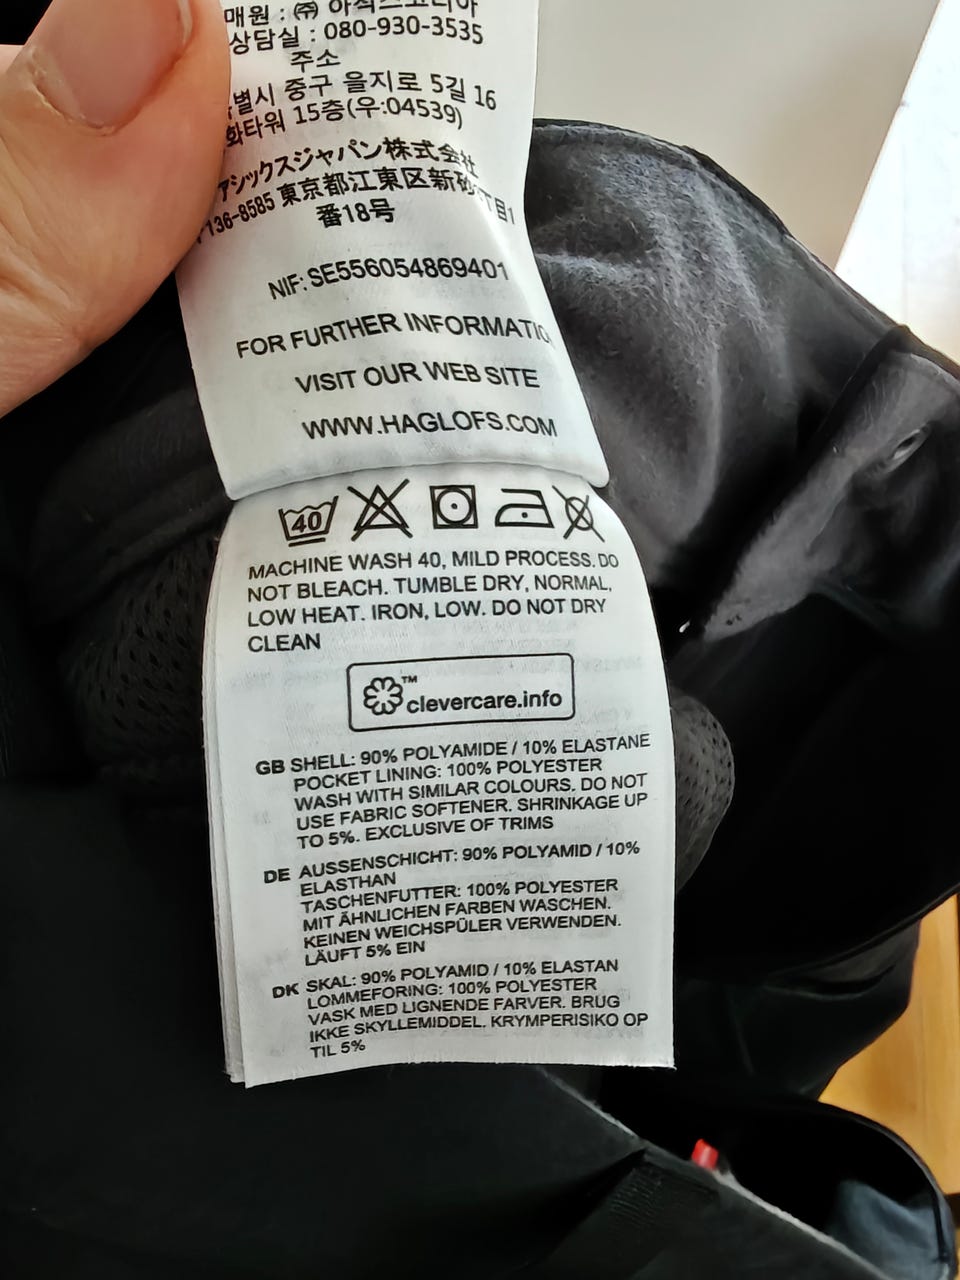 매원 : ㈜ 아식스코리아
상담실 : 080-930-3535
주소
별시 중구 을지로 5길 16
화타워 15층(우:04539)
アシックスジャパン株式会社
136-8585 東京都江東区新砂 丁目1
番18号
NIF: SE556054869401
FOR FURTHER INFORMATIO
VISIT OUR WEB SITE
WWW.HAGLOFS.COM
40
MACHINE WASH 40, MILD PROCESS. DO
NOT BLEACH. TUMBLE DRY, NORMAL,
LOW HEAT. IRON, LOW. DO NOT DRY
CLEAN
™
clevercare.info
GB SHELL: 90% POLYAMIDE / 10% ELASTANE
POCKET LINING: 100% POLYESTER
WASH WITH SIMILAR COLOURS. DO NOT
USE FABRIC SOFTENER. SHRINKAGE UP
TO 5%. EXCLUSIVE OF TRIMS
DE AUSSENSCHICHT: 90% POLYAMID / 10%
ELASTHAN
TASCHENFUTTER: 100% POLYESTER
MIT ÄHNLICHEN FARBEN WASCHEN.
KEINEN WEICHSPÜLER VERWENDEN.
LÄUFT 5% EIN
DK SKAL: 90% POLYAMID / 10% ELASTAN
LOMMEFORING: 100% POLYESTER
VASK MED LIGNENDE FARVER. BRUG
IKKE SKYLLEMIDDEL. KRYMPERISIKO OP
TIL 5%